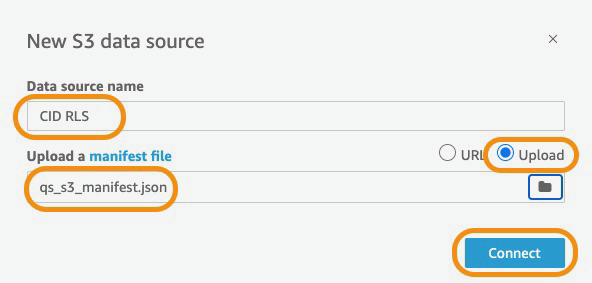 New S3 data source
Data source name
CID RLS
Upload a manifest file
URL
Upload
qs_s3_manifest.json
Connect